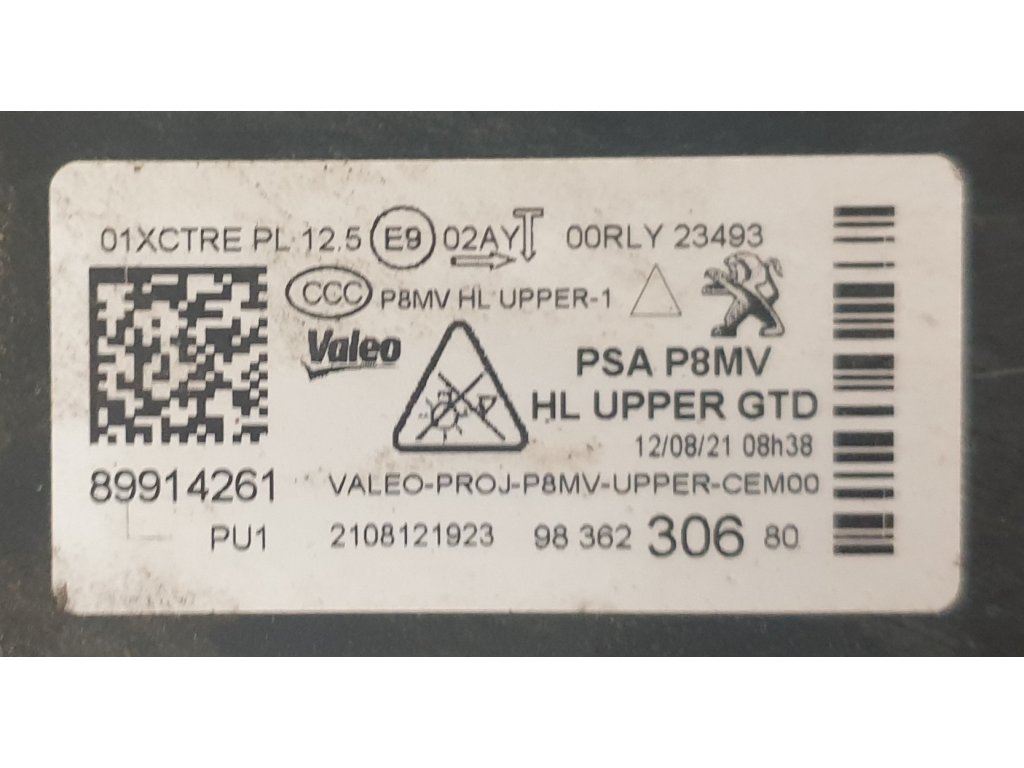 01XCTRE PL 12.5 E9 02AY 00RLY 23493
CCC P8MV HL UPPER-1
Valeo
PSA P8MV
HL UPPER GTD
12/08/21 08h38
89914261 VALEO-PROJ-P8MV-UPPER-CEM00
PU1 2108121923 98 362 306 80